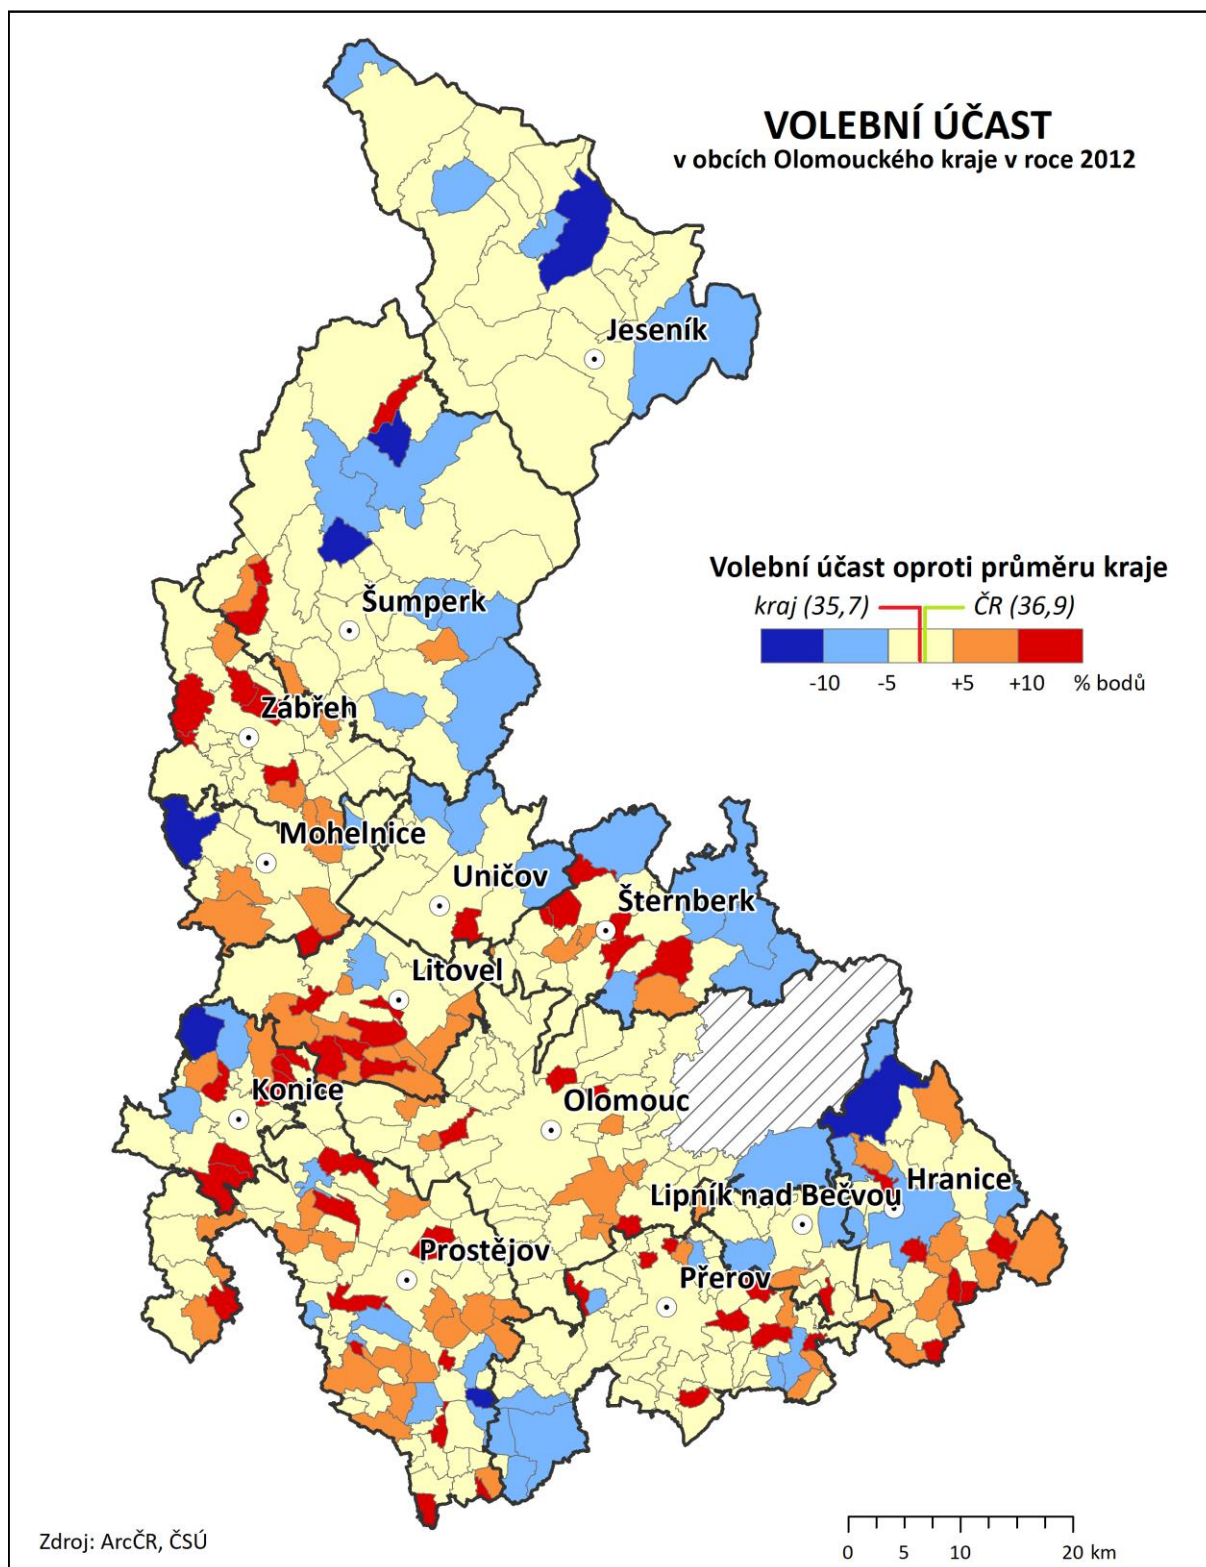 VOLEBNÍ ÚČAST
v obcích Olomouckého kraje v roce 2012
Jeseník
Volební účast oproti průměru kraje
kraj (35,7) ČR (36,9)
-10 -5 +5 +10 % bodů
Šumperk
Zábřeh
Mohelnice
Uničov
Šternberk
Litovel
Konice
Olomouc
Hranice
Lipník nad Bečvou
Prostějov
Přerov
Zdroj: ArcČR, ČSÚ
0 5 10 20 km